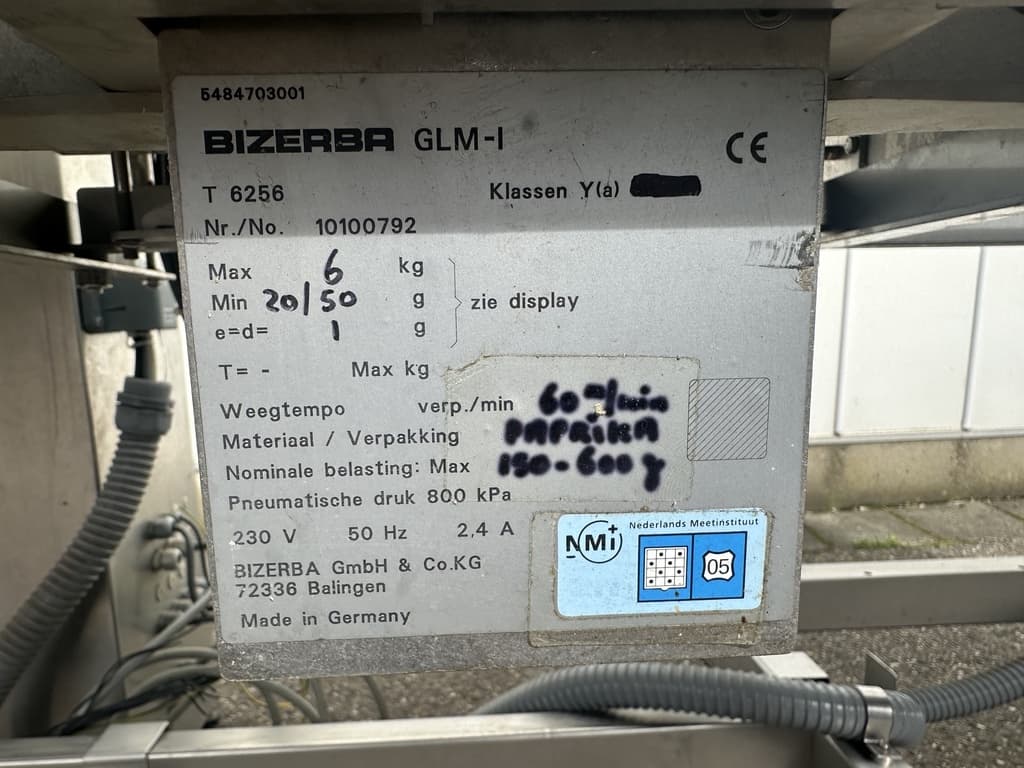 6484703001
BIZERBA GLM-I CE
T 6256 Klassen Y(a)
Nr./No. 10100792
Max 6 kg
Min 20/50 g zie display
e=d= 1 g
T= - Max kg
Weegtempo verp./min 60 m/min
Materiaal / Verpakking PAPRIKA
Nominale belasting: Max 150-600 g
Pneumatische druk 800 kPa
230 V 50 Hz 2,4 A
BIZERBA GmbH & Co.KG
72336 Balingen
Made in Germany
Nederlands Meetinstituut
NMi
05